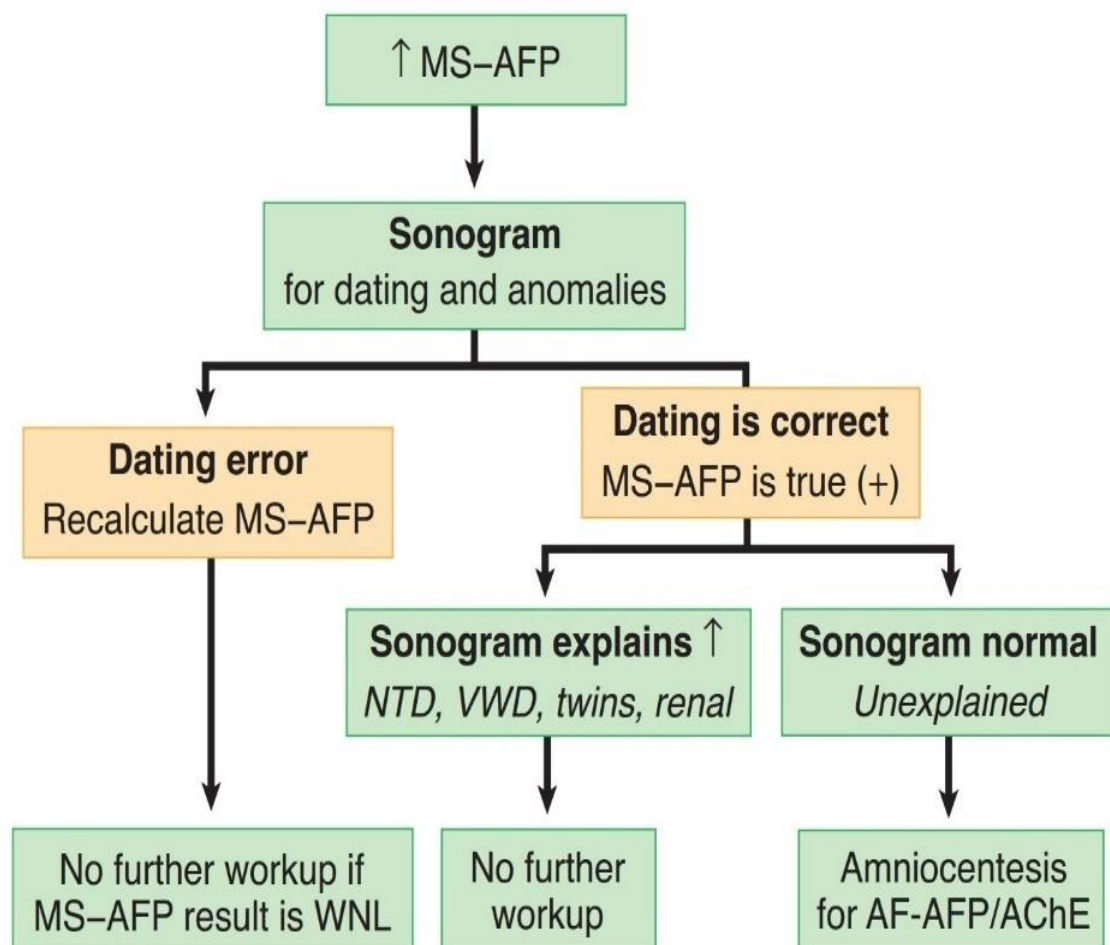 ↑ MS–AFP
Sonogram
for dating and anomalies
Dating error
Recalculate MS–AFP
Dating is correct
MS–AFP is true (+)
Sonogram explains ↑
NTD, VWD, twins, renal
Sonogram normal
Unexplained
No further workup if
MS–AFP result is WNL
No further
workup
Amniocentesis
for AF-AFP/AChE